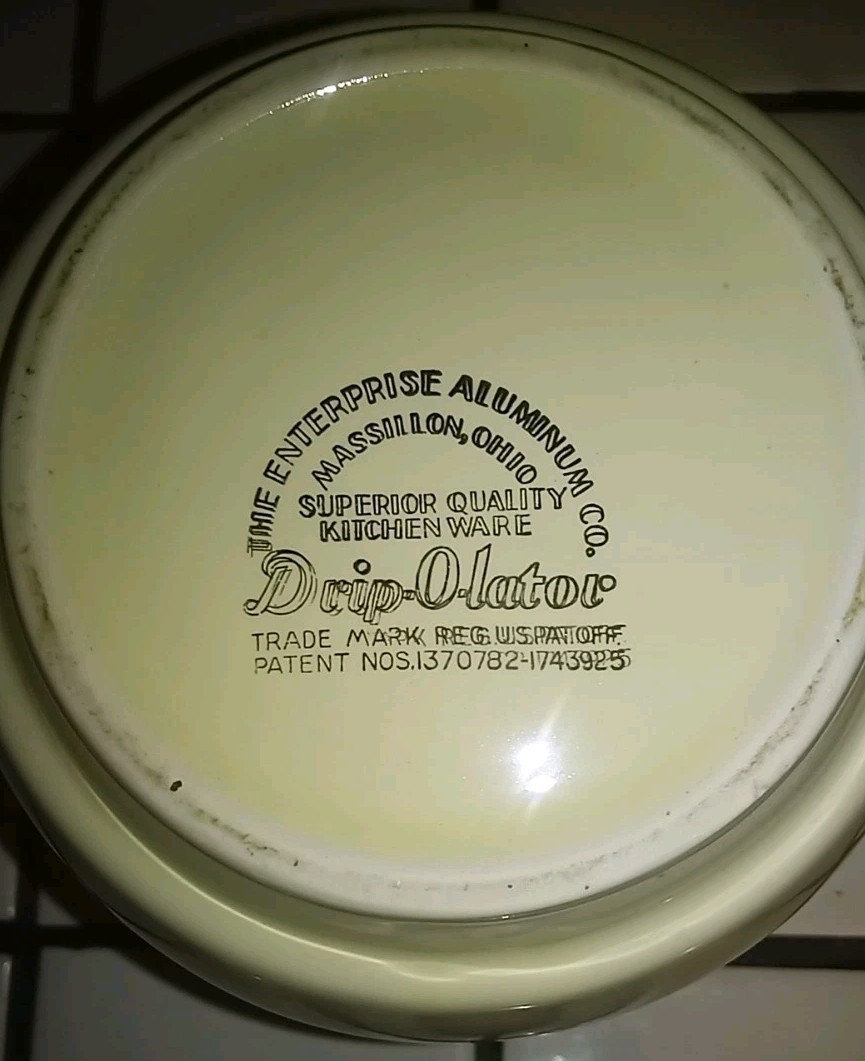 THE ENTERPRISE ALUMINUM CO.
MASSILLON, OHIO
SUPERIOR QUALITY
KITCHEN WARE
Drip-O-lator
TRADE MARK REG. U.S. PAT. OFF.
PATENT NOS. 1370782-1743925